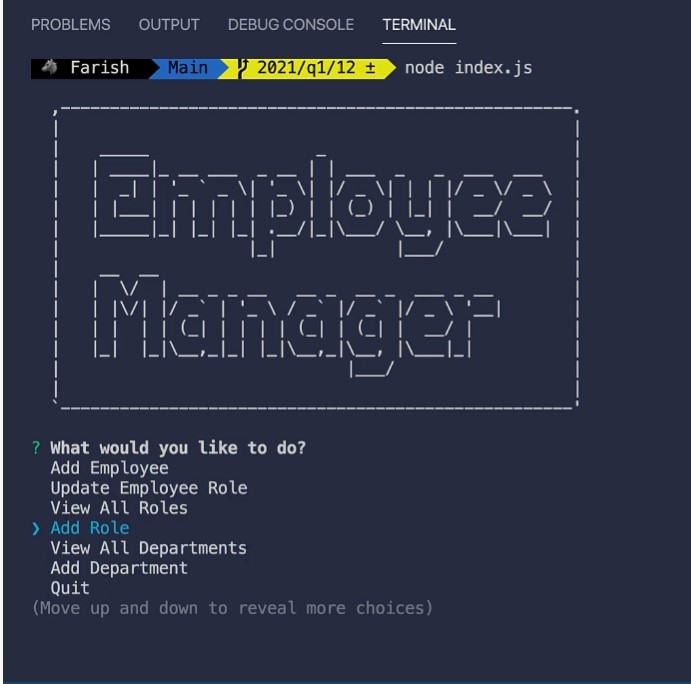 PROBLEMS OUTPUT DEBUG CONSOLE TERMINAL
Farish Main 2021/q1/12 ± node index.js
Employee
Manager
? What would you like to do?
Add Employee
Update Employee Role
View All Roles
❯ Add Role
View All Departments
Add Department
Quit
(Move up and down to reveal more choices)